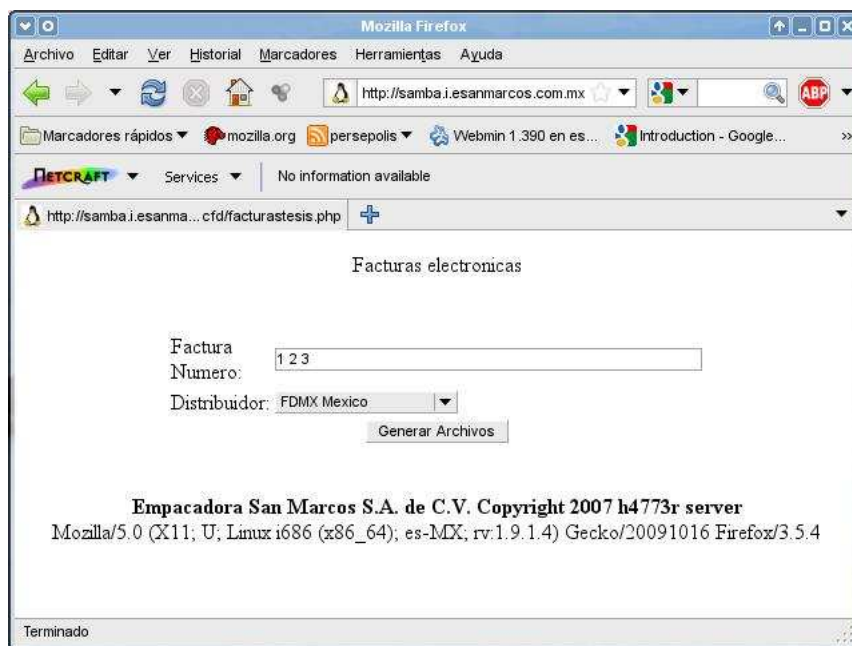 Mozilla Firefox
Archivo Editar Ver Historial Marcadores Herramientas Ayuda
http://samba.i.esanmarcos.com.mx
ABP
Marcadores rápidos mozilla.org persepolis Webmin 1.390 en es... Introduction - Google... »
NETCRAFT Services No information available
http://samba.i.esanma... cfd/facturastesis.php
Facturas electronicas
Factura
Numero:
1 2 3
Distribuidor: FDMX Mexico
Generar Archivos
Empacadora San Marcos S.A. de C.V. Copyright 2007 h4773r server
Mozilla/5.0 (X11; U; Linux i686 (x86_64); es-MX; rv:1.9.1.4) Gecko/20091016 Firefox/3.5.4
Terminado